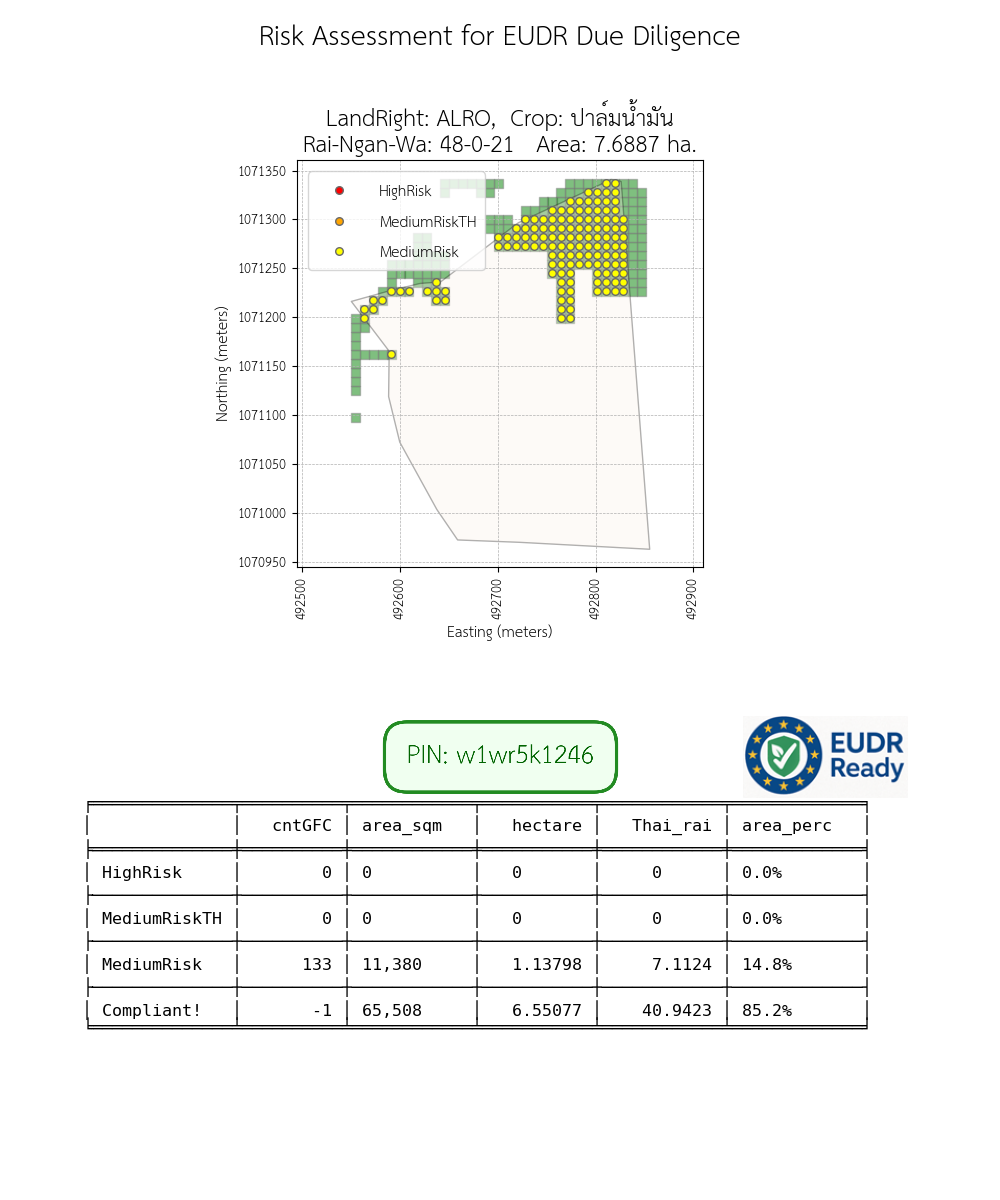 Risk Assessment for EUDR Due Diligence
LandRight: ALRO, Crop: ปาล์มน้ำมัน
Rai-Ngan-Wa: 48-0-21 Area: 7.6887 ha.
HighRisk
MediumRiskTH
MediumRisk
1071350
1071300
1071250
1071200
1071150
1071100
1071050
1071000
1070950
Northing (meters)
492500 492600 492700 492800 492900
Easting (meters)
PIN: w1wr5k1246
EUDR
Ready
cntGFC area_sqm hectare Thai_rai area_perc
HighRisk 0 0 0 0 0.0%
MediumRiskTH 0 0 0 0 0.0%
MediumRisk 133 11,380 1.13798 7.1124 14.8%
Compliant! -1 65,508 6.55077 40.9423 85.2%